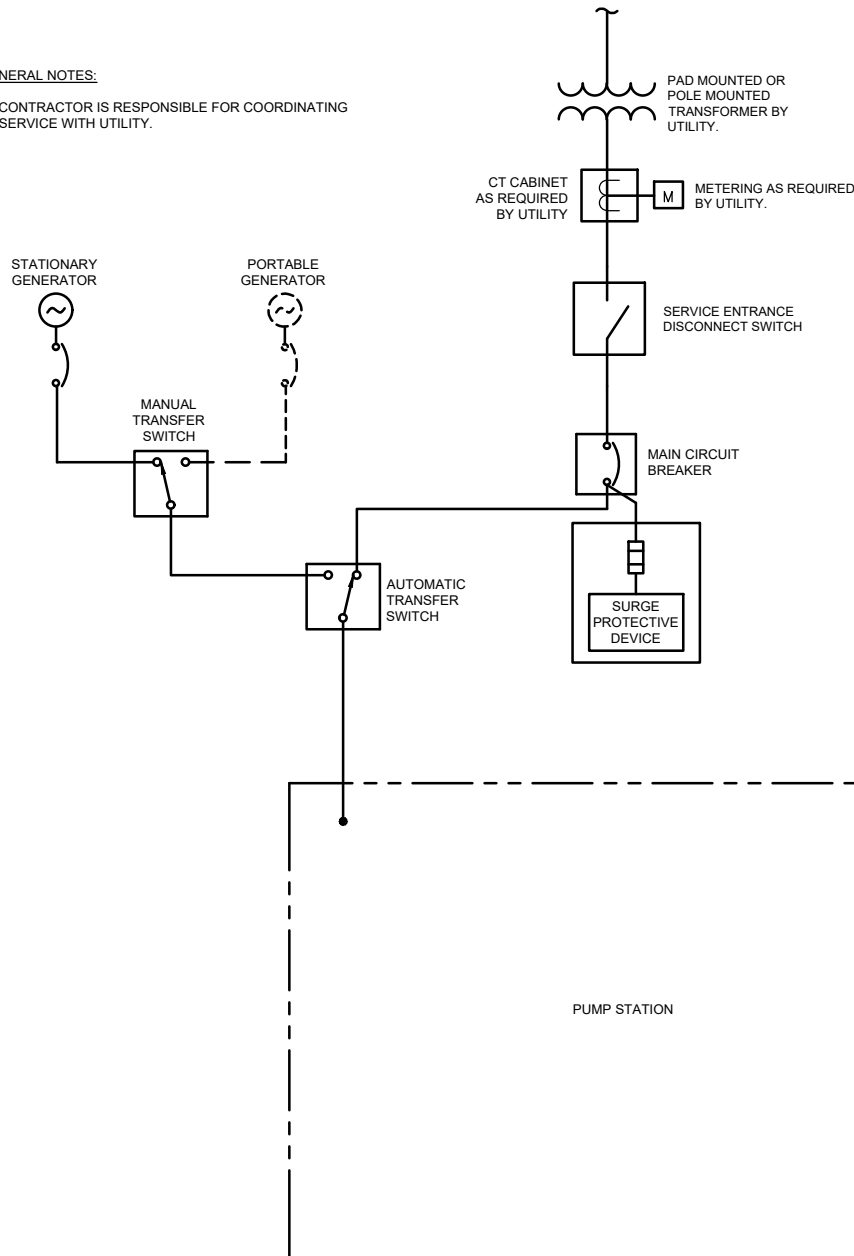 NERAL NOTES:
CONTRACTOR IS RESPONSIBLE FOR COORDINATING
SERVICE WITH UTILITY.
PAD MOUNTED OR
POLE MOUNTED
TRANSFORMER BY
UTILITY.
CT CABINET
AS REQUIRED
BY UTILITY
M
METERING AS REQUIRED
BY UTILITY.
STATIONARY
GENERATOR
PORTABLE
GENERATOR
SERVICE ENTRANCE
DISCONNECT SWITCH
MANUAL
TRANSFER
SWITCH
MAIN CIRCUIT
BREAKER
AUTOMATIC
TRANSFER
SWITCH
SURGE
PROTECTIVE
DEVICE
PUMP STATION